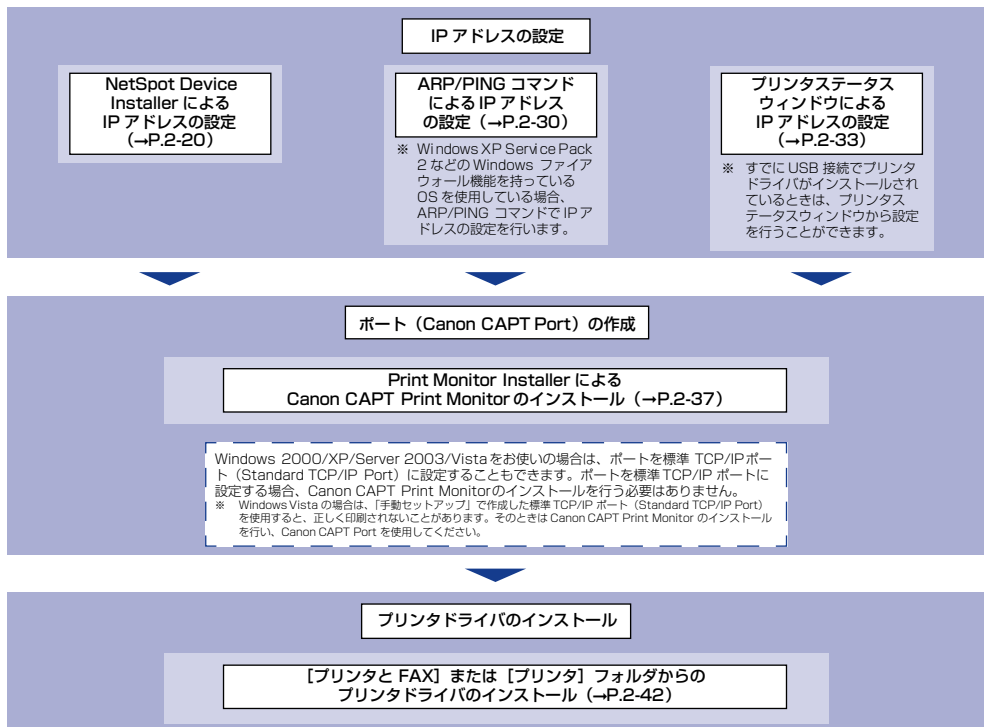 IP アドレスの設定
NetSpot Device
Installer による
IP アドレスの設定
（→P.2-20）
ARP/PING コマンド
による IP アドレス
の設定（→P.2-30）
※ Windows XP Service Pack
2 などの Windows ファイア
ウォール機能を持っている
OS を使用している場合、
ARP/PING コマンドで IP ア
ドレスの設定を行います。
プリンタステータス
ウィンドウによる
IP アドレスの設定
（→P.2-33）
※ すでに USB 接続でプリンタ
ドライバがインストールされ
ているときは、プリンタス
テータスウィンドウから設定
を行うことができます。
ポート（Canon CAPT Port）の作成
Print Monitor Installer による
Canon CAPT Print Monitor のインストール（→P.2-37）
Windows 2000/XP/Server 2003/Vista をお使いの場合は、ポートを標準 TCP/IP ポー
ト（Standard TCP/IP Port）に設定することもできます。ポートを標準 TCP/IP ポートに
設定する場合、Canon CAPT Print Monitor のインストールを行う必要はありません。
※ Windows Vista の場合は、「手動セットアップ」で作成した標準 TCP/IP ポート（Standard TCP/IP Port）
を使用すると、正しく印刷されないことがあります。そのときは Canon CAPT Print Monitor のインストール
を行い、Canon CAPT Port を使用してください。
プリンタドライバのインストール
［プリンタと FAX］または［プリンタ］フォルダからの
プリンタドライバのインストール（→P.2-42）